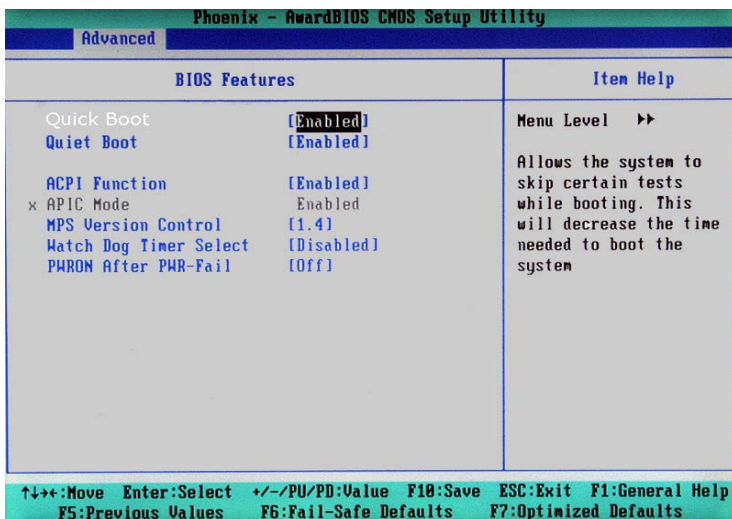 Phoenix - AwardBIOS CMOS Setup Utility
Advanced
BIOS Features
Item Help
Quick Boot [Enabled]
Quiet Boot [Enabled]
ACPI Function [Enabled]
x APIC Mode Enabled
MPS Version Control [1.4]
Watch Dog Timer Select [Disabled]
PWRON After PWR-Fail [Off]
Menu Level ▶▶
Allows the system to
skip certain tests
while booting. This
will decrease the time
needed to boot the
system
↑↓→←:Move Enter:Select +/-/PU/PD:Value F10:Save ESC:Exit F1:General Help
F5:Previous Values F6:Fail-Safe Defaults F7:Optimized Defaults